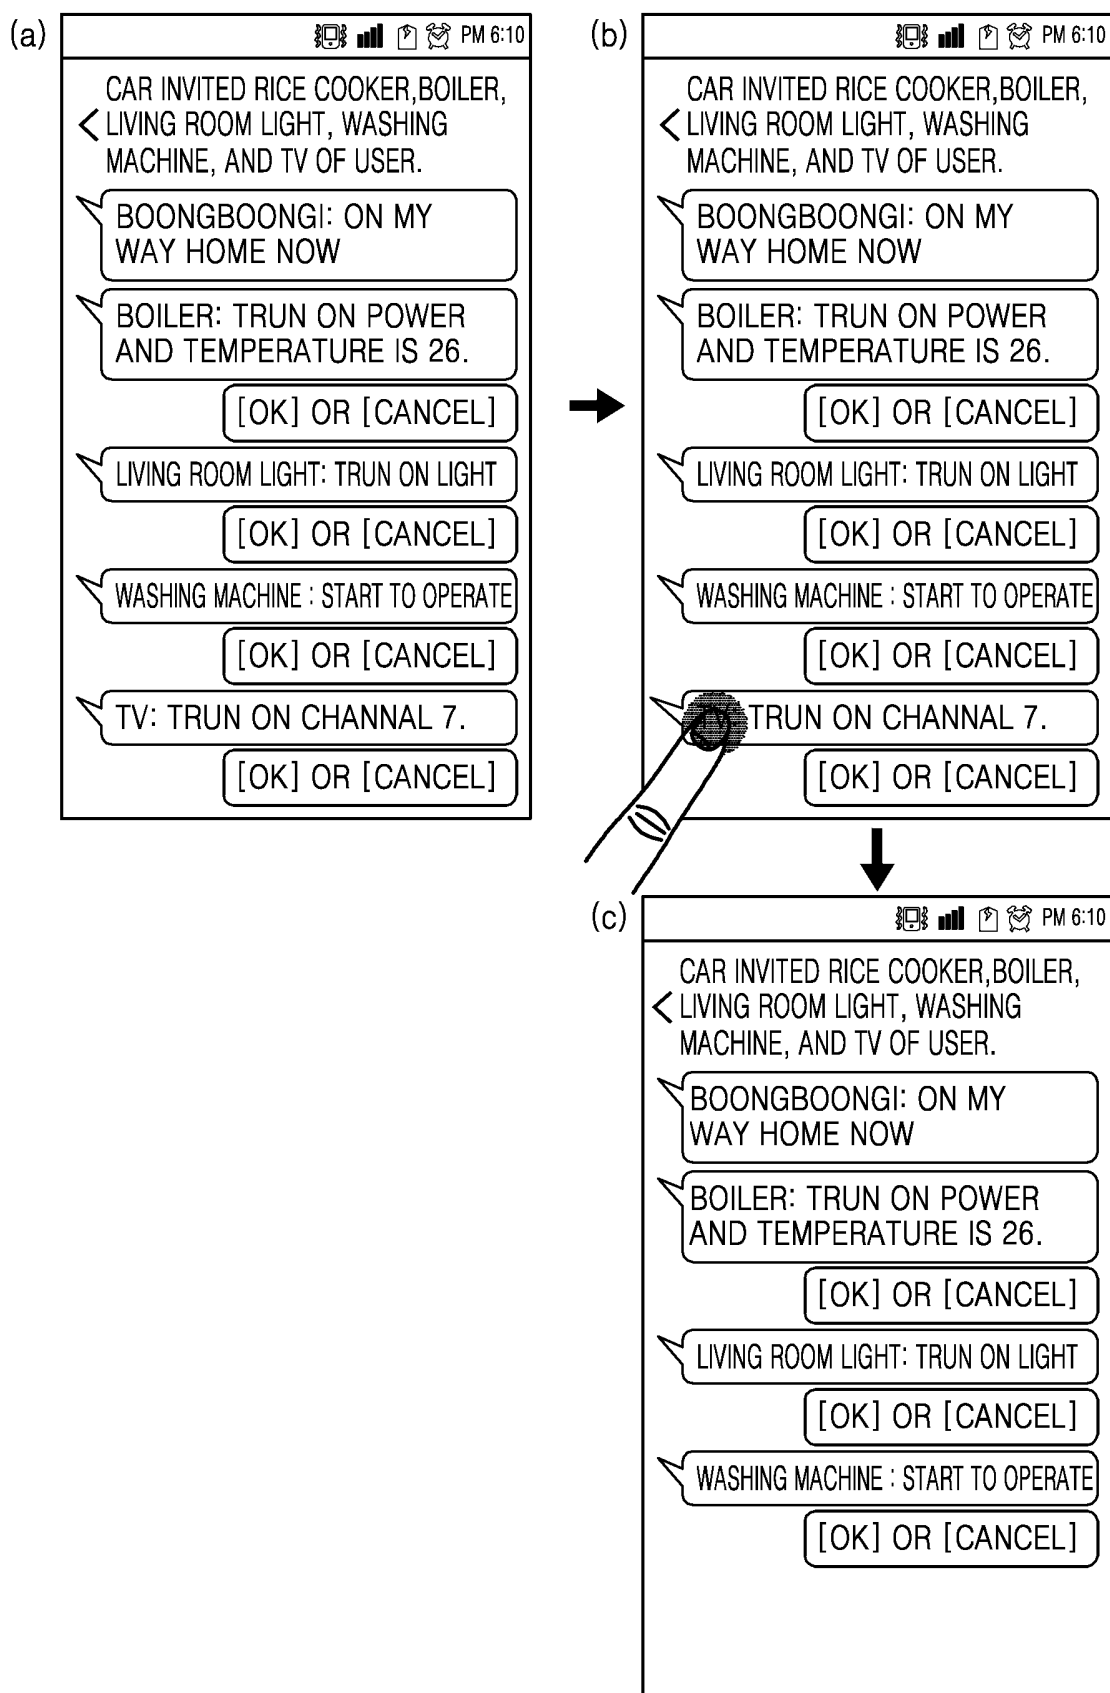 (a)
PM 6:10
CAR INVITED RICE COOKER,BOILER,
LIVING ROOM LIGHT, WASHING
MACHINE, AND TV OF USER.
BOONGBOONGI: ON MY
WAY HOME NOW
BOILER: TRUN ON POWER
AND TEMPERATURE IS 26.
[OK] OR [CANCEL]
LIVING ROOM LIGHT: TRUN ON LIGHT
[OK] OR [CANCEL]
WASHING MACHINE : START TO OPERATE
[OK] OR [CANCEL]
TV: TRUN ON CHANNAL 7.
[OK] OR [CANCEL]
(b)
PM 6:10
CAR INVITED RICE COOKER,BOILER,
LIVING ROOM LIGHT, WASHING
MACHINE, AND TV OF USER.
BOONGBOONGI: ON MY
WAY HOME NOW
BOILER: TRUN ON POWER
AND TEMPERATURE IS 26.
[OK] OR [CANCEL]
LIVING ROOM LIGHT: TRUN ON LIGHT
[OK] OR [CANCEL]
WASHING MACHINE : START TO OPERATE
[OK] OR [CANCEL]
TRUN ON CHANNAL 7.
[OK] OR [CANCEL]
(c)
PM 6:10
CAR INVITED RICE COOKER,BOILER,
LIVING ROOM LIGHT, WASHING
MACHINE, AND TV OF USER.
BOONGBOONGI: ON MY
WAY HOME NOW
BOILER: TRUN ON POWER
AND TEMPERATURE IS 26.
[OK] OR [CANCEL]
LIVING ROOM LIGHT: TRUN ON LIGHT
[OK] OR [CANCEL]
WASHING MACHINE : START TO OPERATE
[OK] OR [CANCEL]